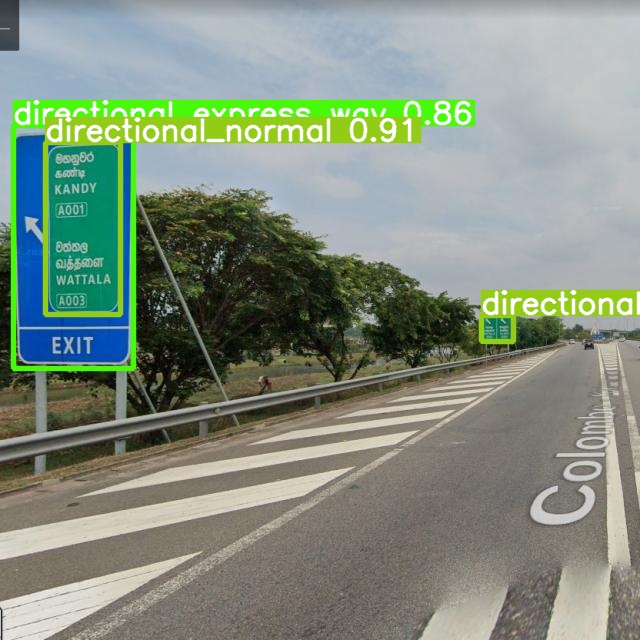 directional_express_way 0.86
directional_normal 0.91
මහනුවර
கண்டி
KANDY
A001
වත්තල
வத்தளை
WATTALA
A003
EXIT
directional
Colombo